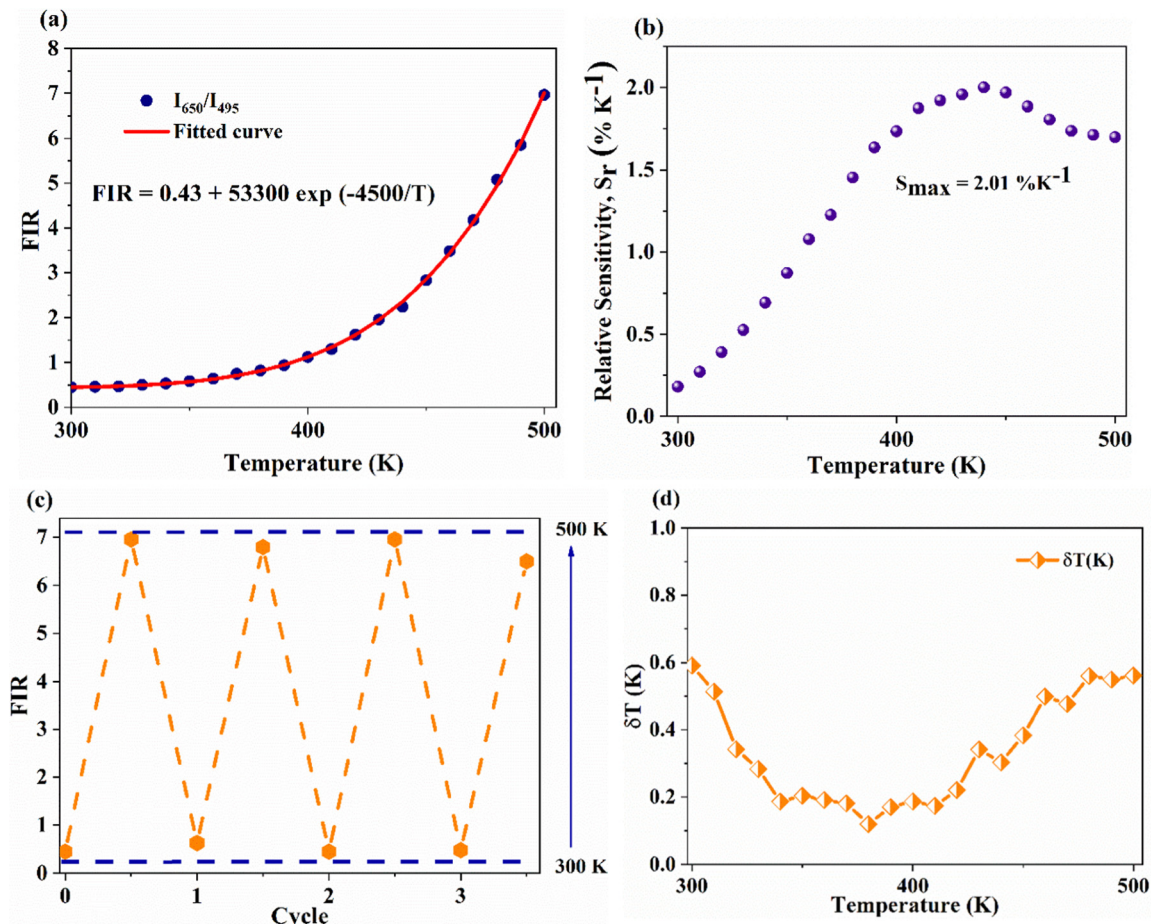 (a)
8
7
6
5
4
3
2
1
0
FIR
I650/I495
Fitted curve
FIR = 0.43 + 53300 exp (-4500/T)
300
400
500
Temperature (K)
(b)
2.0
1.5
1.0
0.5
0.0
Relative Sensitivity, Sr (% K-1)
Smax = 2.01 %K-1
300
400
500
Temperature (K)
(c)
7
6
5
4
3
2
1
0
FIR
500 K
300 K
0
1
2
3
Cycle
(d)
1.0
0.8
0.6
0.4
0.2
0.0
δT (K)
δT(K)
300
400
500
Temperature (K)